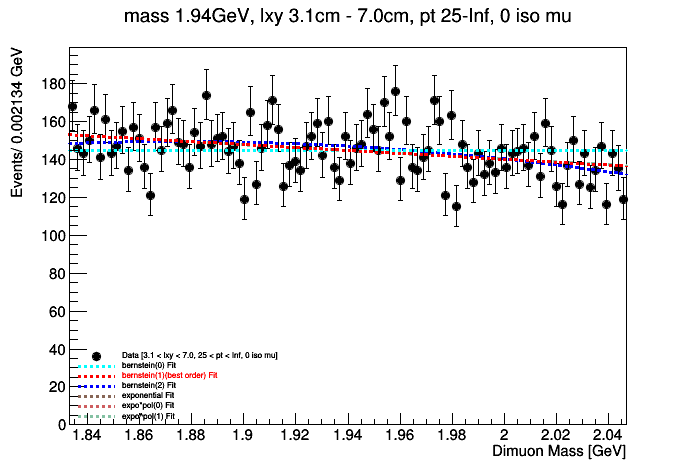 mass 1.94GeV, lxy 3.1cm - 7.0cm, pt 25-Inf, 0 iso mu
Events/ 0.002134 GeV
180
160
140
120
100
80
60
40
20
0
Data [3.1 < lxy < 7.0, 25 < pt < Inf, 0 iso mu]
bernstein(0) Fit
bernstein(1)(best order) Fit
bernstein(2) Fit
exponential Fit
expo*pol(0) Fit
expo*pol(1) Fit
1.84 1.86 1.88 1.9 1.92 1.94 1.96 1.98 2 2.02 2.04
Dimuon Mass [GeV]